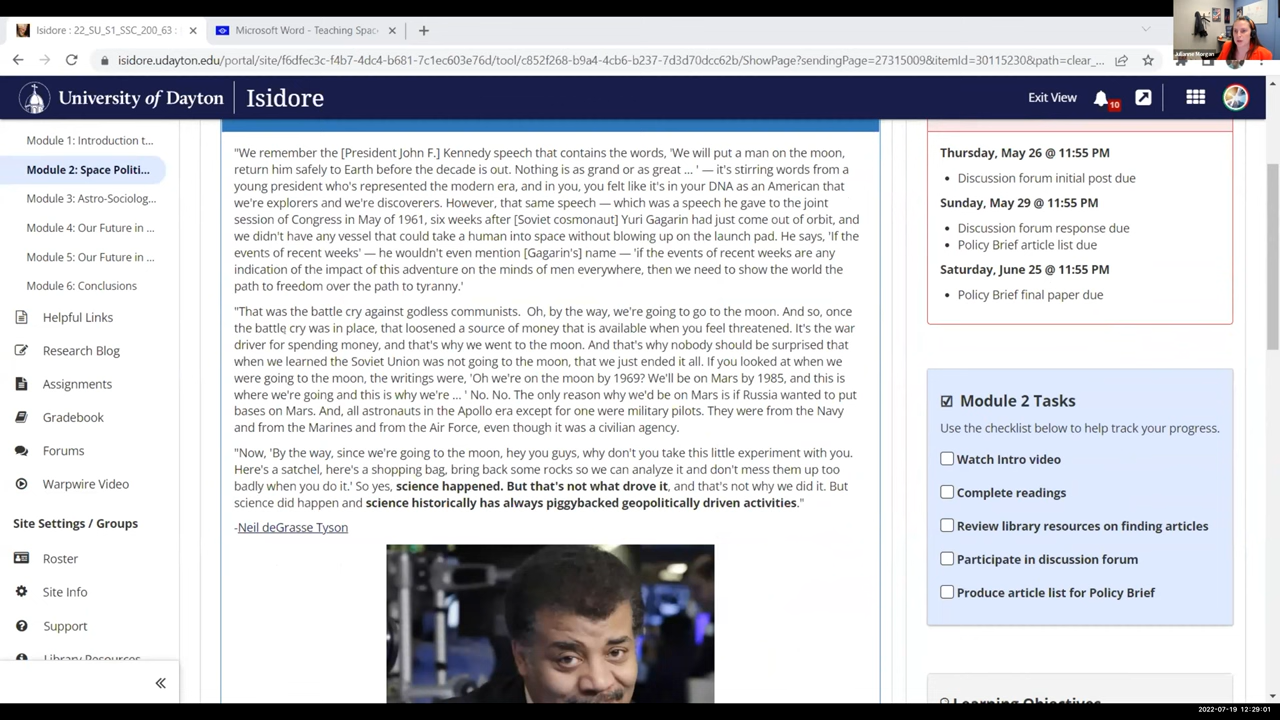 Isidore : 22_SU_S1_SSC_200_63 :
Microsoft Word - Teaching Spac
isidore.udayton.edu/portal/site/f6dfec3c-f4b7-4dc4-b681-7c1ec603c76d/tool/c852f268-b9a4-4cb6-b237-7d3d70dcc62b/ShowPage?sendingPage=27315009&itemId=30115230&path=clear_...
Julianne Morgan
University of Dayton
Isidore
Exit View
10
Module 1: Introduction t...
Module 2: Space Politi...
Module 3: Astro-Sociolog...
Module 4: Our Future in ...
Module 5: Our Future in ...
Module 6: Conclusions
Helpful Links
Research Blog
Assignments
Gradebook
Forums
Warpwire Video
Site Settings / Groups
Roster
Site Info
Support
Library Resources
"We remember the [President John F.] Kennedy speech that contains the words, 'We will put a man on the moon,
return him safely to Earth before the decade is out. Nothing is as grand or as great ... ' — it's stirring words from a
young president who's represented the modern era, and in you, you felt like it's in your DNA as an American that
we're explorers and we're discoverers. However, that same speech — which was a speech he gave to the joint
session of Congress in May of 1961, six weeks after [Soviet cosmonaut] Yuri Gagarin had just come out of orbit, and
we didn't have any vessel that could take a human into space without blowing up on the launch pad. He says, 'If the
events of recent weeks' — he wouldn't even mention [Gagarin's] name — 'if the events of recent weeks are any
indication of the impact of this adventure on the minds of men everywhere, then we need to show the world the
path to freedom over the path to tyranny.'
"That was the battle cry against godless communists.  Oh, by the way, we're going to go to the moon. And so, once
the battle cry was in place, that loosened a source of money that is available when you feel threatened. It's the war
driver for spending money, and that's why we went to the moon. And that's why nobody should be surprised that
when we learned the Soviet Union was not going to the moon, that we just ended it all. If you looked at when we
were going to the moon, the writings were, 'Oh we're on the moon by 1969? We'll be on Mars by 1985, and this is
where we're going and this is why we're ... ' No. No. The only reason why we'd be on Mars is if Russia wanted to put
bases on Mars. And, all astronauts in the Apollo era except for one were military pilots. They were from the Navy
and from the Marines and from the Air Force, even though it was a civilian agency.
"Now, 'By the way, since we're going to the moon, hey you guys, why don't you take this little experiment with you.
Here's a satchel, here's a shopping bag, bring back some rocks so we can analyze it and don't mess them up too
badly when you do it.' So yes, science happened. But that's not what drove it, and that's not why we did it. But
science did happen and science historically has always piggybacked geopolitically driven activities."
-Neil deGrasse Tyson
Thursday, May 26 @ 11:55 PM
Discussion forum initial post due
Sunday, May 29 @ 11:55 PM
Discussion forum response due
Policy Brief article list due
Saturday, June 25 @ 11:55 PM
Policy Brief final paper due
Module 2 Tasks
Use the checklist below to help track your progress.
Watch Intro video
Complete readings
Review library resources on finding articles
Participate in discussion forum
Produce article list for Policy Brief
Learning Objectives
2022-07-19 12:29:01